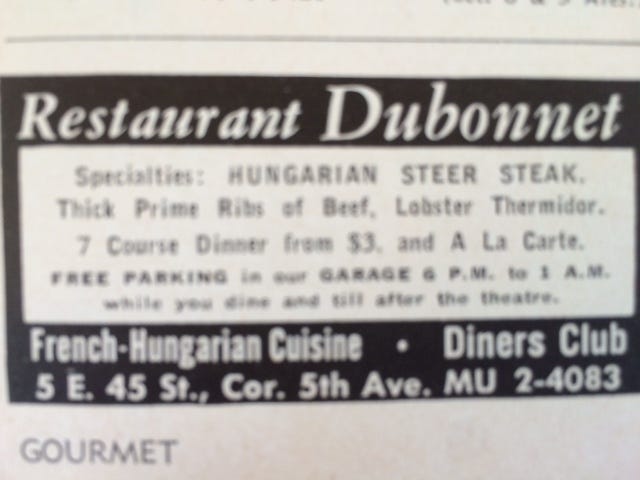 Restaurant Dubonnet
Specialties: HUNGARIAN STEER STEAK.
Thick Prime Ribs of Beef, Lobster Thermidor.
7 Course Dinner from $3, and A La Carte.
FREE PARKING in our GARAGE 6 P.M. to 1 A.M.
while you dine and till after the theatre.
French-Hungarian Cuisine • Diners Club
5 E. 45 St., Cor. 5th Ave. MU 2-4083
GOURMET